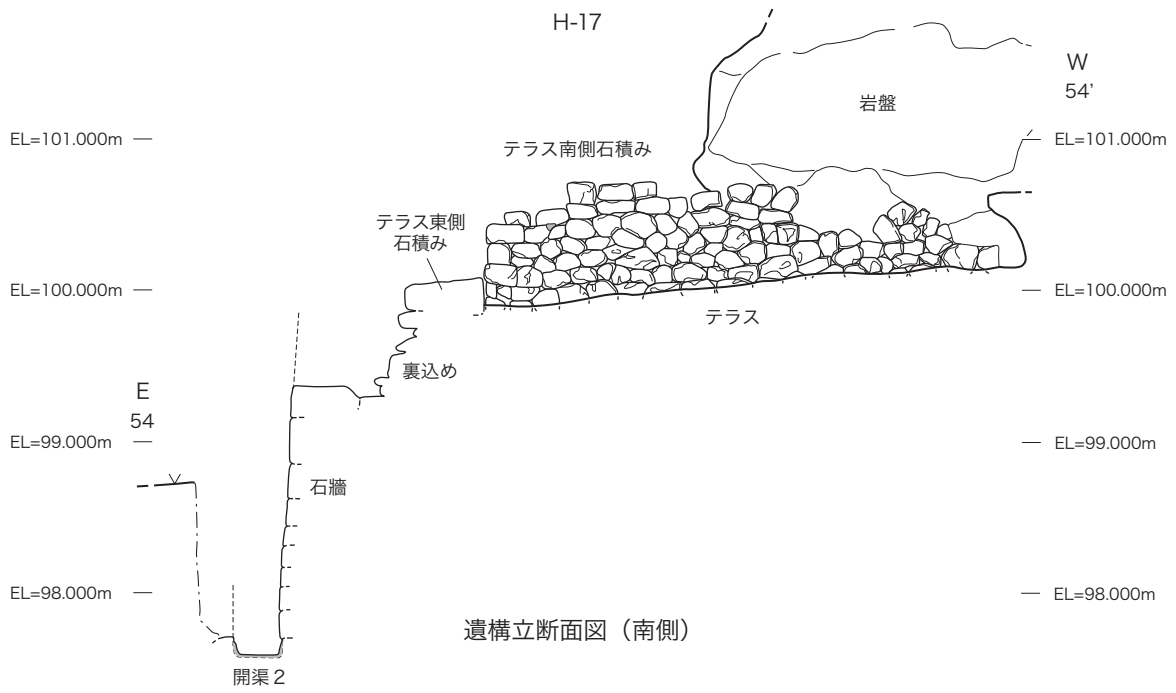 H-17
W
54’
岩盤
EL=101.000m
EL=101.000m
テラス南側石積み
テラス東側
石積み
EL=100.000m
EL=100.000m
テラス
裏込め
E
54
EL=99.000m
EL=99.000m
石牆
EL=98.000m
EL=98.000m
遺構立断面図（南側）
開渠２